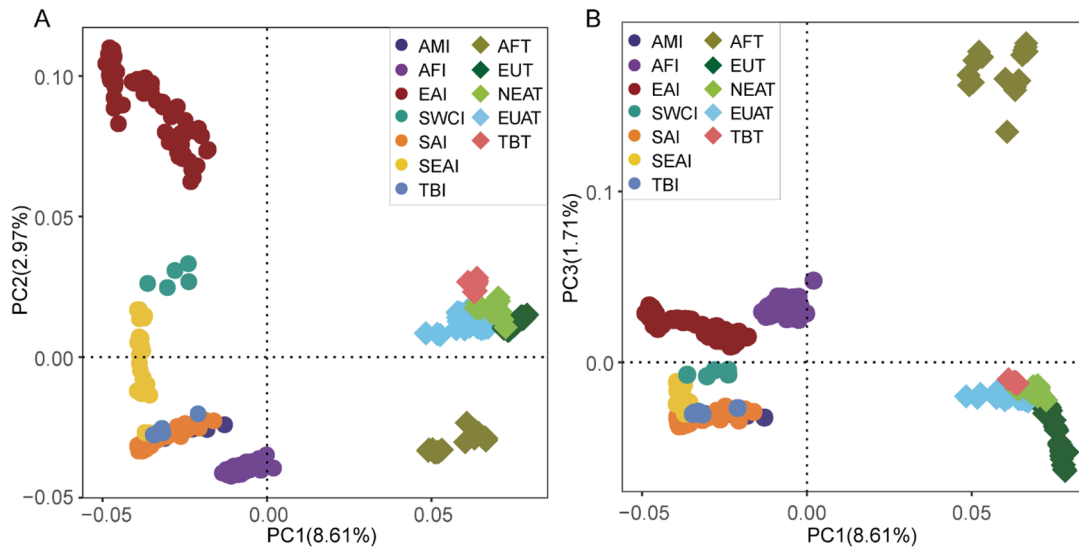 A
PC2(2.97%)
0.10
0.05
0.00
−0.05
−0.05
0.00
0.05
PC1(8.61%)
AMI
AFI
EAI
SWCI
SAI
SEAI
TBI
AFT
EUT
NEAT
EUAT
TBT
B
PC3(1.71%)
0.1
0.0
−0.05
0.00
0.05
PC1(8.61%)
AMI
AFI
EAI
SWCI
SAI
SEAI
TBI
AFT
EUT
NEAT
EUAT
TBT